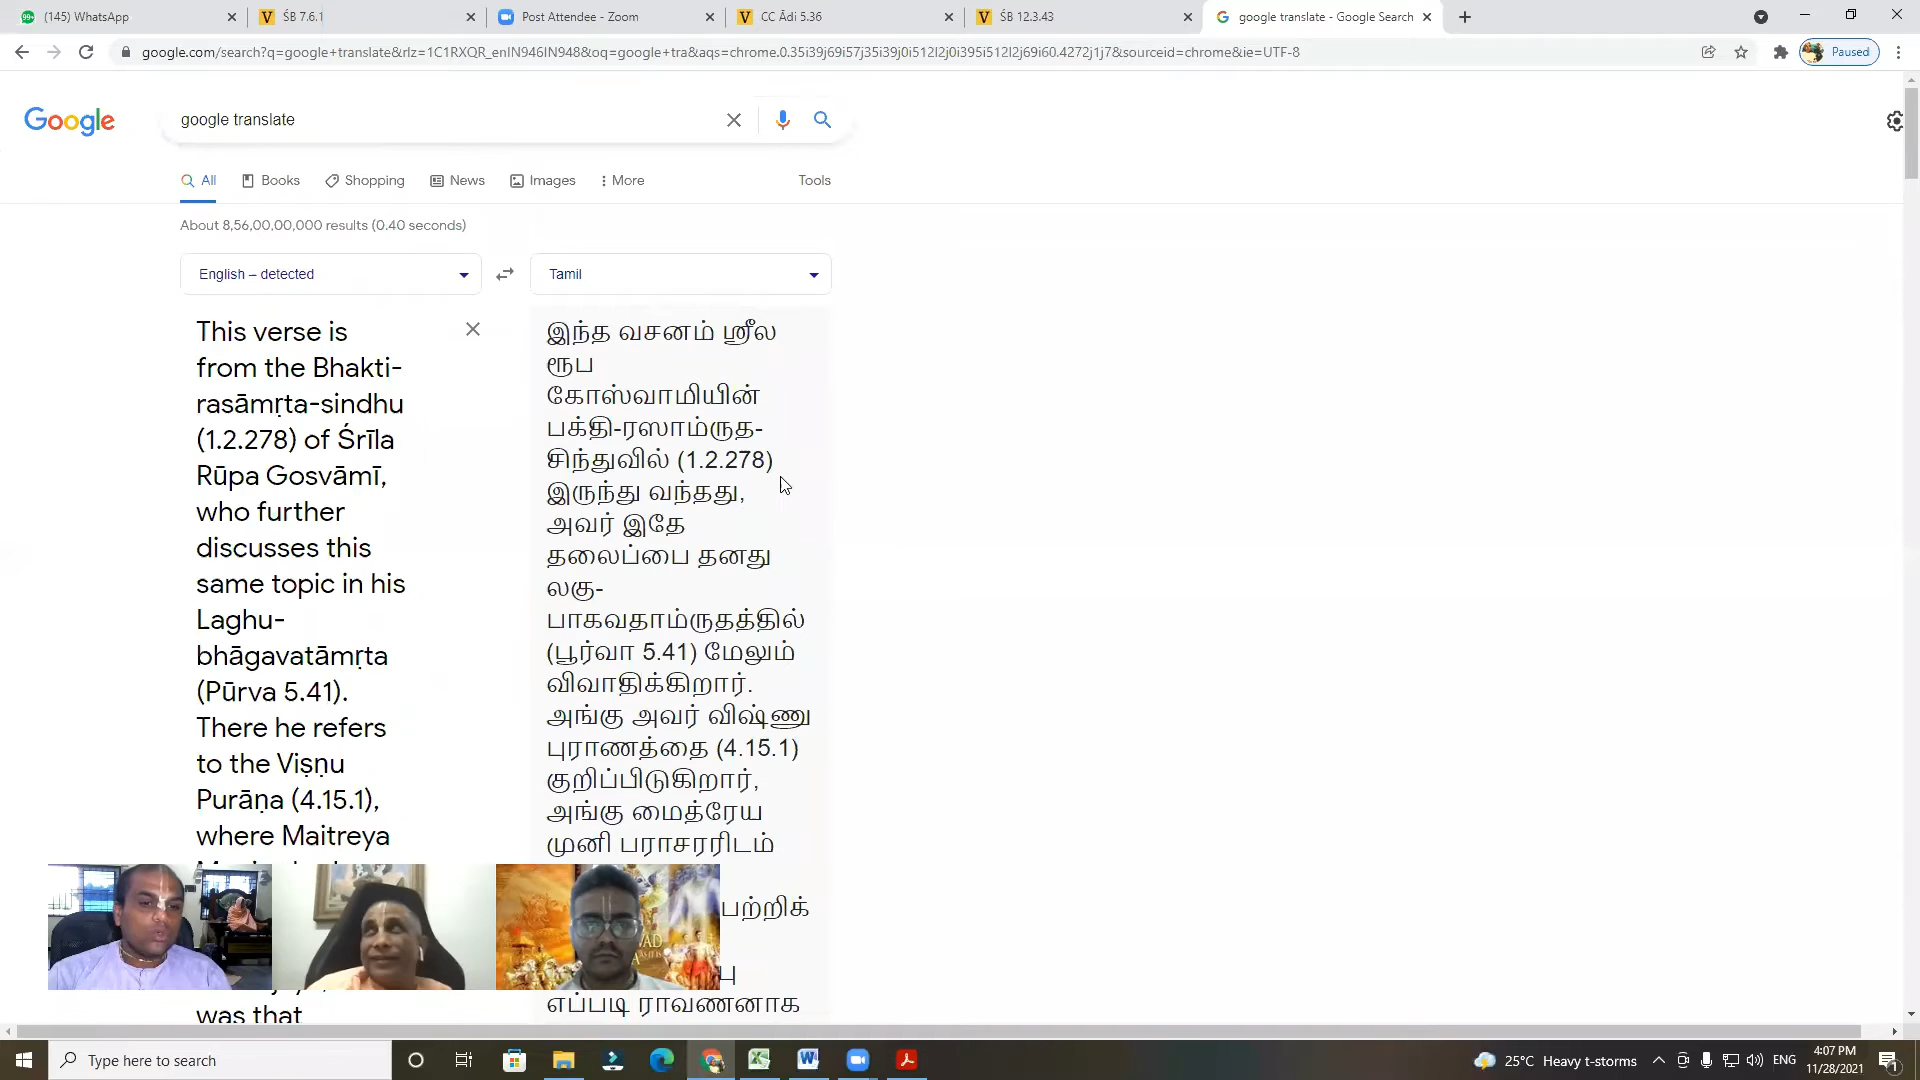 (145) WhatsApp
ŚB 7.6.1
Post Attendee - Zoom
CC Ādi 5.36
ŚB 12.3.43
google translate - Google Search
google.com/search?q=google+translate&rlz=1C1RXQR_enIN946IN948&oq=google+tra&aqs=chrome.0.35i39j69i57j35i39j0i512l2j0i395i512l2j69i60.4272j1j7&sourceid=chrome&ie=UTF-8
Paused
Google
google translate
All
Books
Shopping
News
Images
More
Tools
About 8,56,00,00,000 results (0.40 seconds)
English – detected
Tamil
This verse is
from the Bhakti-
rasāmṛta-sindhu
(1.2.278) of Śrīla
Rūpa Gosvāmī,
who further
discusses this
same topic in his
Laghu-
bhāgavatāmṛta
(Pūrva 5.41).
There he refers
to the Viṣṇu
Purāṇa (4.15.1),
where Maitreya
was that
இந்த வசனம் ஸ்ரீல
ரூப
கோஸ்வாமியின்
பக்தி-ரஸாம்ருத-
சிந்துவில் (1.2.278)
இருந்து வந்தது,
அவர் இதே
தலைப்பை தனது
லகு-
பாகவதாம்ருதத்தில்
(பூர்வா 5.41) மேலும்
விவாதிக்கிறார்.
அங்கு அவர் விஷ்ணு
புராணத்தை (4.15.1)
குறிப்பிடுகிறார்,
அங்கு மைத்ரேய
முனி பராசரரிடம்
பற்றிக்
எப்படி ராவணனாக
Type here to search
25°C Heavy t-storms
ENG
4:07 PM
11/28/2021